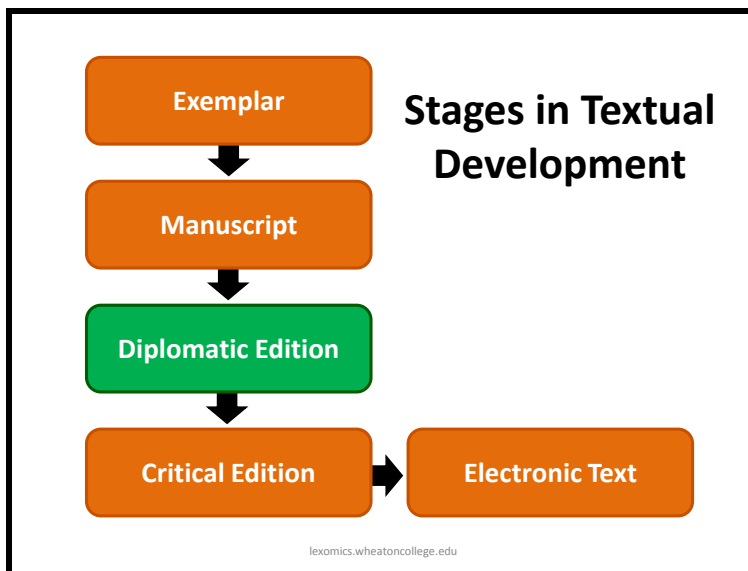 Exemplar
Stages in Textual
Development
Manuscript
Diplomatic Edition
Critical Edition
Electronic Text
lexomics.wheatoncollege.edu